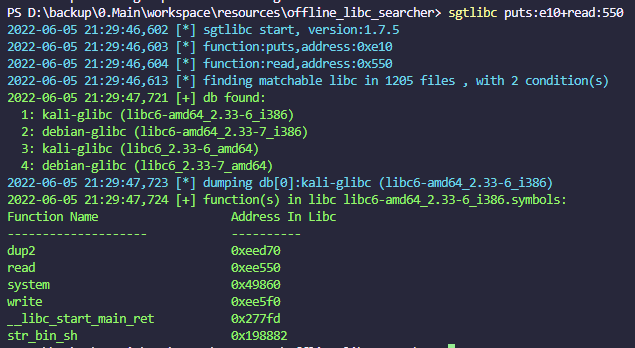 PS D:\backup\0.Main\workspace\resources\offline_libc_searcher> sgtlibc puts:e10+read:550
2022-06-05 21:29:46,602 [*] sgtlibc start, version:1.7.5
2022-06-05 21:29:46,603 [*] function:puts,address:0xe10
2022-06-05 21:29:46,604 [*] function:read,address:0x550
2022-06-05 21:29:46,613 [*] finding matchable libc in 1205 files , with 2 condition(s)
2022-06-05 21:29:47,721 [+] db found:
1: kali-glibc (libc6-amd64_2.33-6_i386)
2: debian-glibc (libc6-amd64_2.33-7_i386)
3: kali-glibc (libc6_2.33-6_amd64)
4: debian-glibc (libc6_2.33-7_amd64)
2022-06-05 21:29:47,723 [*] dumping db[0]:kali-glibc (libc6-amd64_2.33-6_i386)
2022-06-05 21:29:47,724 [+] function(s) in libc libc6-amd64_2.33-6_i386.symbols:
Function Name Address In Libc
-------------------- ----------
dup2 0xeed70
read 0xee550
system 0x49860
write 0xee5f0
__libc_start_main_ret 0x277fd
str_bin_sh 0x198882